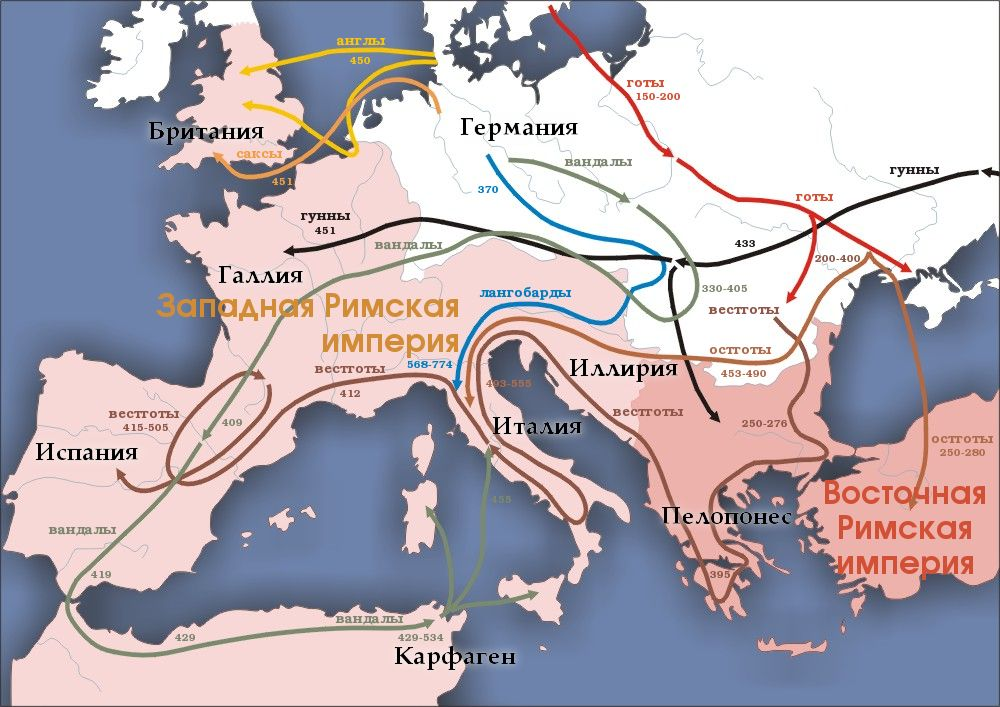 англы
450
готы
150-200
Британия
Германия
саксы
вандалы
451
370
гунны
готы
гунны
451
вандалы
433
200-400
Галлия
330-405
лангобарды
вестготы
Западная Римская
империя
остготы
453-490
568-774
Иллирия
вестготы
412
493-555
вестготы
415-505
409
вестготы
250-276
Италия
остготы
250-280
Испания
455
Восточная
Римская
империя
Пелопонес
вандалы
419
395
вандалы
429
429-534
Карфаген